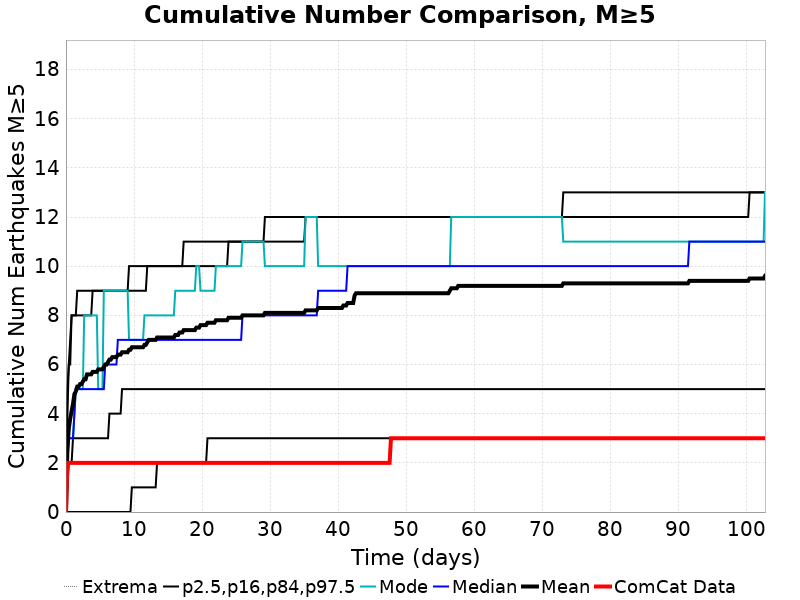 Cumulative Number Comparison, M≥5
Cumulative Num Earthquakes M≥5
18
16
14
12
10
8
6
4
2
0
0 10 20 30 40 50 60 70 80 90 100
Time (days)
Extrema p2.5,p16,p84,p97.5 Mode Median Mean ComCat Data